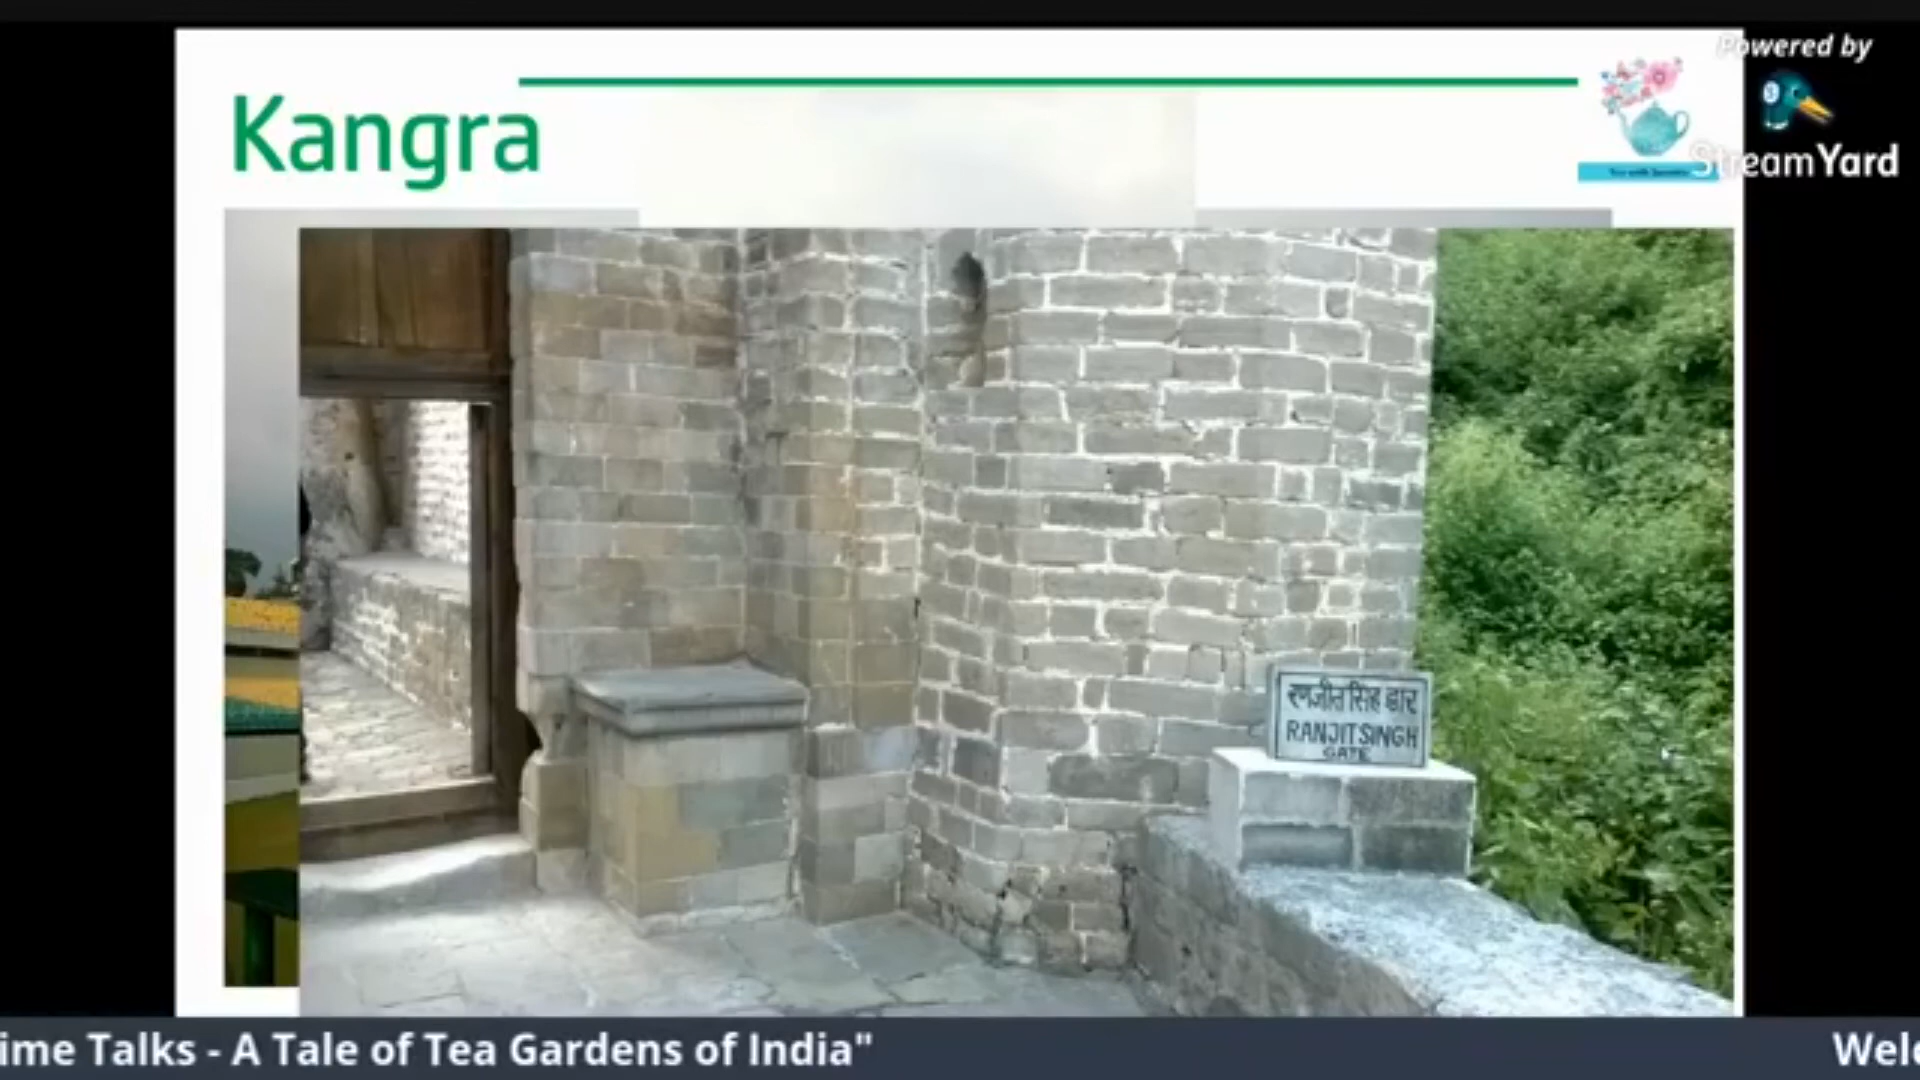 Powered by
Kangra
StreamYard
रणजीत सिंह द्वार
RANJIT SINGH
GATE
ime Talks - A Tale of Tea Gardens of India"
Welc